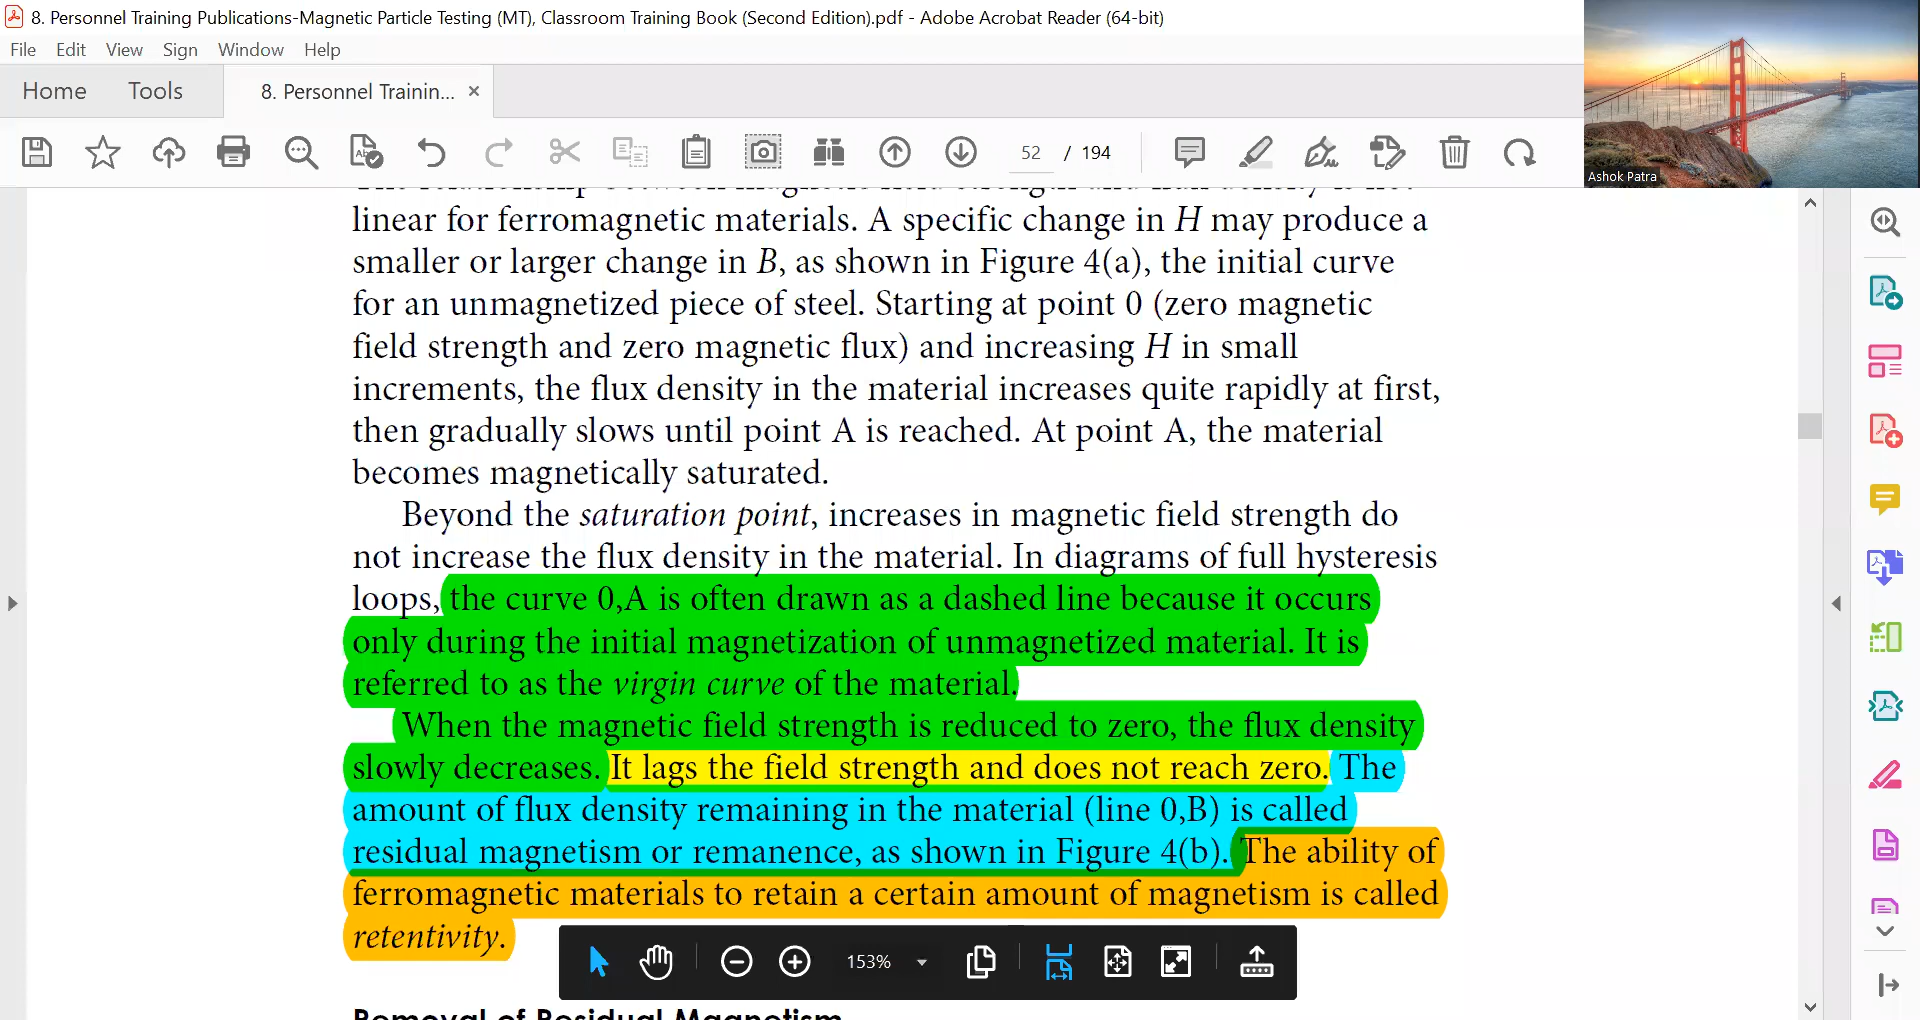 8. Personnel Training Publications-Magnetic Particle Testing (MT), Classroom Training Book (Second Edition).pdf - Adobe Acrobat Reader (64-bit)
File Edit View Sign Window Help
Home Tools 8. Personnel Trainin... ×
52 / 194
Ashok Patra
linear for ferromagnetic materials. A specific change in H may produce a
smaller or larger change in B, as shown in Figure 4(a), the initial curve
for an unmagnetized piece of steel. Starting at point 0 (zero magnetic
field strength and zero magnetic flux) and increasing H in small
increments, the flux density in the material increases quite rapidly at first,
then gradually slows until point A is reached. At point A, the material
becomes magnetically saturated.
Beyond the saturation point, increases in magnetic field strength do
not increase the flux density in the material. In diagrams of full hysteresis
loops, the curve 0,A is often drawn as a dashed line because it occurs
only during the initial magnetization of unmagnetized material. It is
referred to as the virgin curve of the material.
When the magnetic field strength is reduced to zero, the flux density
slowly decreases. It lags the field strength and does not reach zero. The
amount of flux density remaining in the material (line 0,B) is called
residual magnetism or remanence, as shown in Figure 4(b). The ability of
ferromagnetic materials to retain a certain amount of magnetism is called
retentivity.
153%
Removal of Residual Magnetism